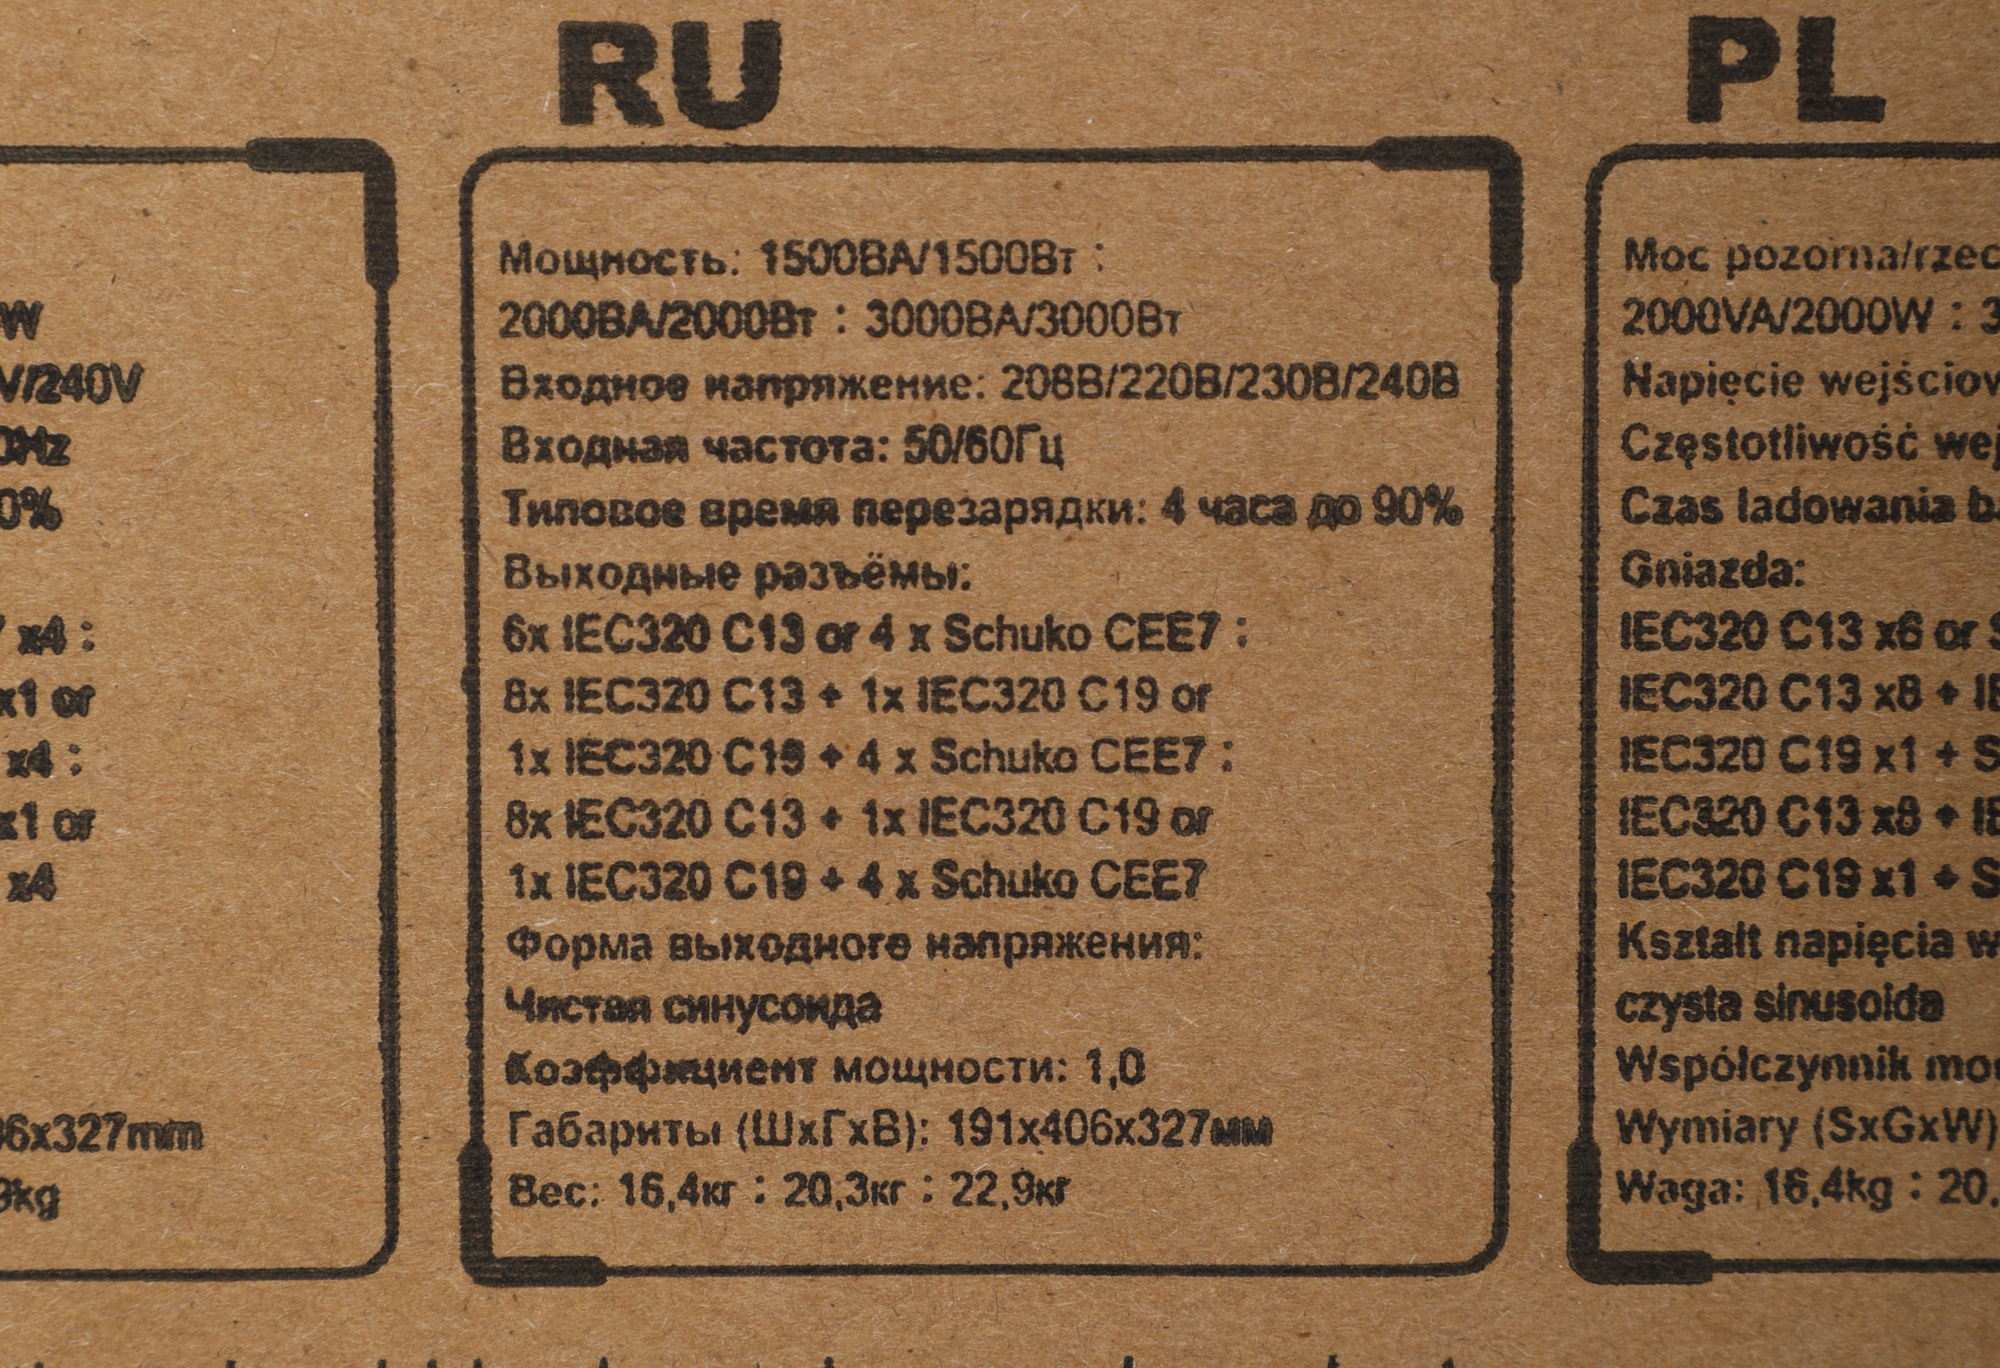 W
V/240V
0Hz
0%
x4 :
x1 or
x4 :
x1 or
x4
06x327mm
9kg
RU
Мощность: 1500ВА/1500Вт :
2000ВА/2000Вт : 3000ВА/3000Вт
Входное напряжение: 208В/220В/230В/240В
Входная частота: 50/60Гц
Типовое время перезарядки: 4 часа до 90%
Выходные разъёмы:
6x IEC320 C13 or 4 x Schuko CEE7 :
8x IEC320 C13 + 1x IEC320 C19 or
1x IEC320 C19 + 4 x Schuko CEE7 :
8x IEC320 C13 + 1x IEC320 C19 or
1x IEC320 C19 + 4 x Schuko CEE7
Форма выходного напряжения:
Чистая синусоида
Коэффициент мощности: 1,0
Габариты (ШxГxВ): 191x406x327мм
Вес: 16,4кг : 20,3кг : 22,9кг
PL
Moc pozorna/rzec
2000VA/2000W : 3
Napięcie wejściow
Częstotliwość wej
Czas ladowania ba
Gniazda:
IEC320 C13 x6 or S
IEC320 C13 x8 + IE
IEC320 C19 x1 + S
IEC320 C13 x8 + IE
IEC320 C19 x1 + S
Kształt napięcia w
czysta sinusoida
Współczynnik moc
Wymiary (SxGxW)
Waga: 16,4kg : 20,